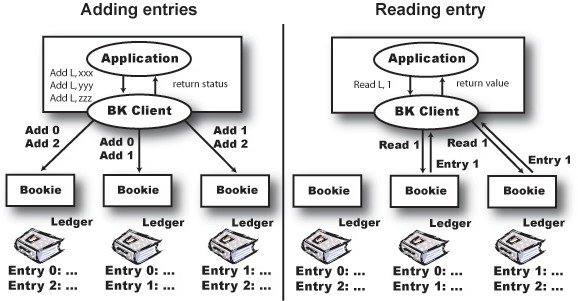 Adding entries
Application
Add L,xxx
Add L,yyy
Add L,zzz
return status
BK Client
Add 0
Add 2
Add 0
Add 1
Add 1
Add 2
Bookie
Bookie
Bookie
Ledger
Ledger
Ledger
Entry 0: ...
Entry 2: ...
Entry 0: ...
Entry 1: ...
Entry 1: ...
Entry 2: ...
Reading entry
Application
Read L,1
return value
BK Client
Read 1
Entry 1
Read 1
Entry 1
Bookie
Bookie
Bookie
Ledger
Ledger
Ledger
Entry 0: ...
Entry 2: ...
Entry 0: ...
Entry 1: ...
Entry 1: ...
Entry 2: ...